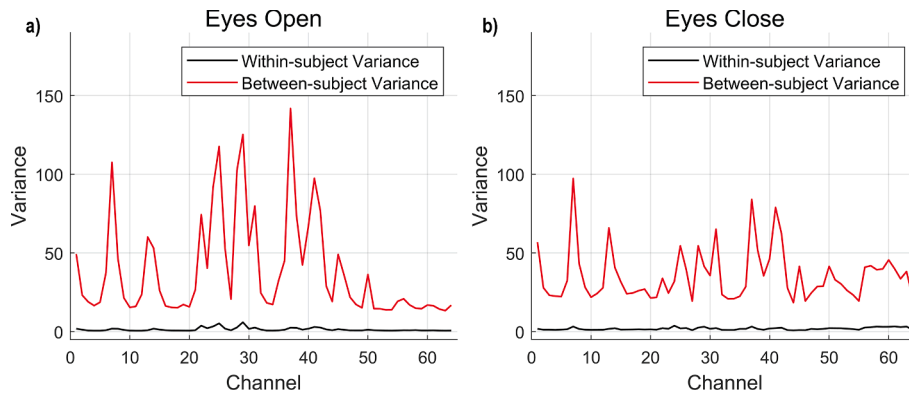 a)
Eyes Open
Within-subject Variance
Between-subject Variance
Variance
150
100
50
0
0
10
20
30
40
50
60
Channel
b)
Eyes Close
Within-subject Variance
Between-subject Variance
Variance
150
100
50
0
0
10
20
30
40
50
60
Channel